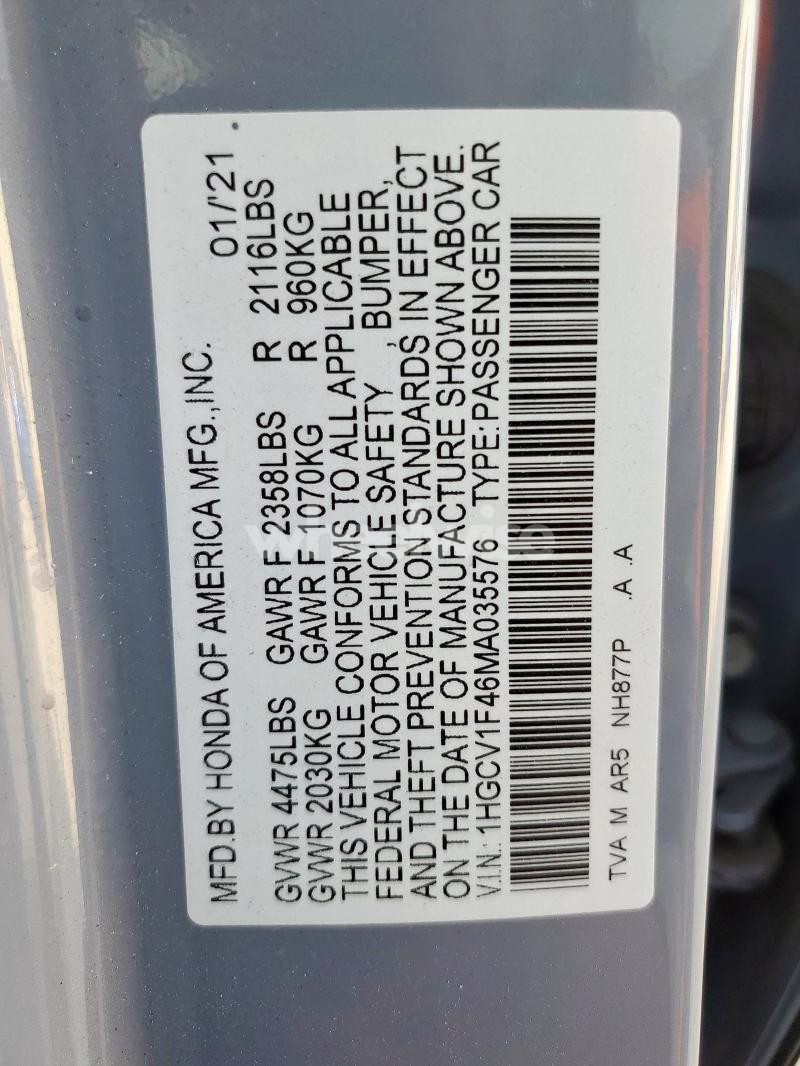 MFD.BY HONDA OF AMERICA MFG.,INC. 01/'21
GVWR 4475LBS GAWR F 2358LBS R 2116LBS
GVWR 2030KG GAWR F 1070KG R 960KG
THIS VEHICLE CONFORMS TO ALL APPLICABLE
FEDERAL MOTOR VEHICLE SAFETY , BUMPER,
AND THEFT PREVENTION STANDARDS IN EFFECT
ON THE DATE OF MANUFACTURE SHOWN ABOVE.
V.I.N.: 1HGCV1F46MA035576 TYPE:PASSENGER CAR
TVA M AR5 NH877P .A .A